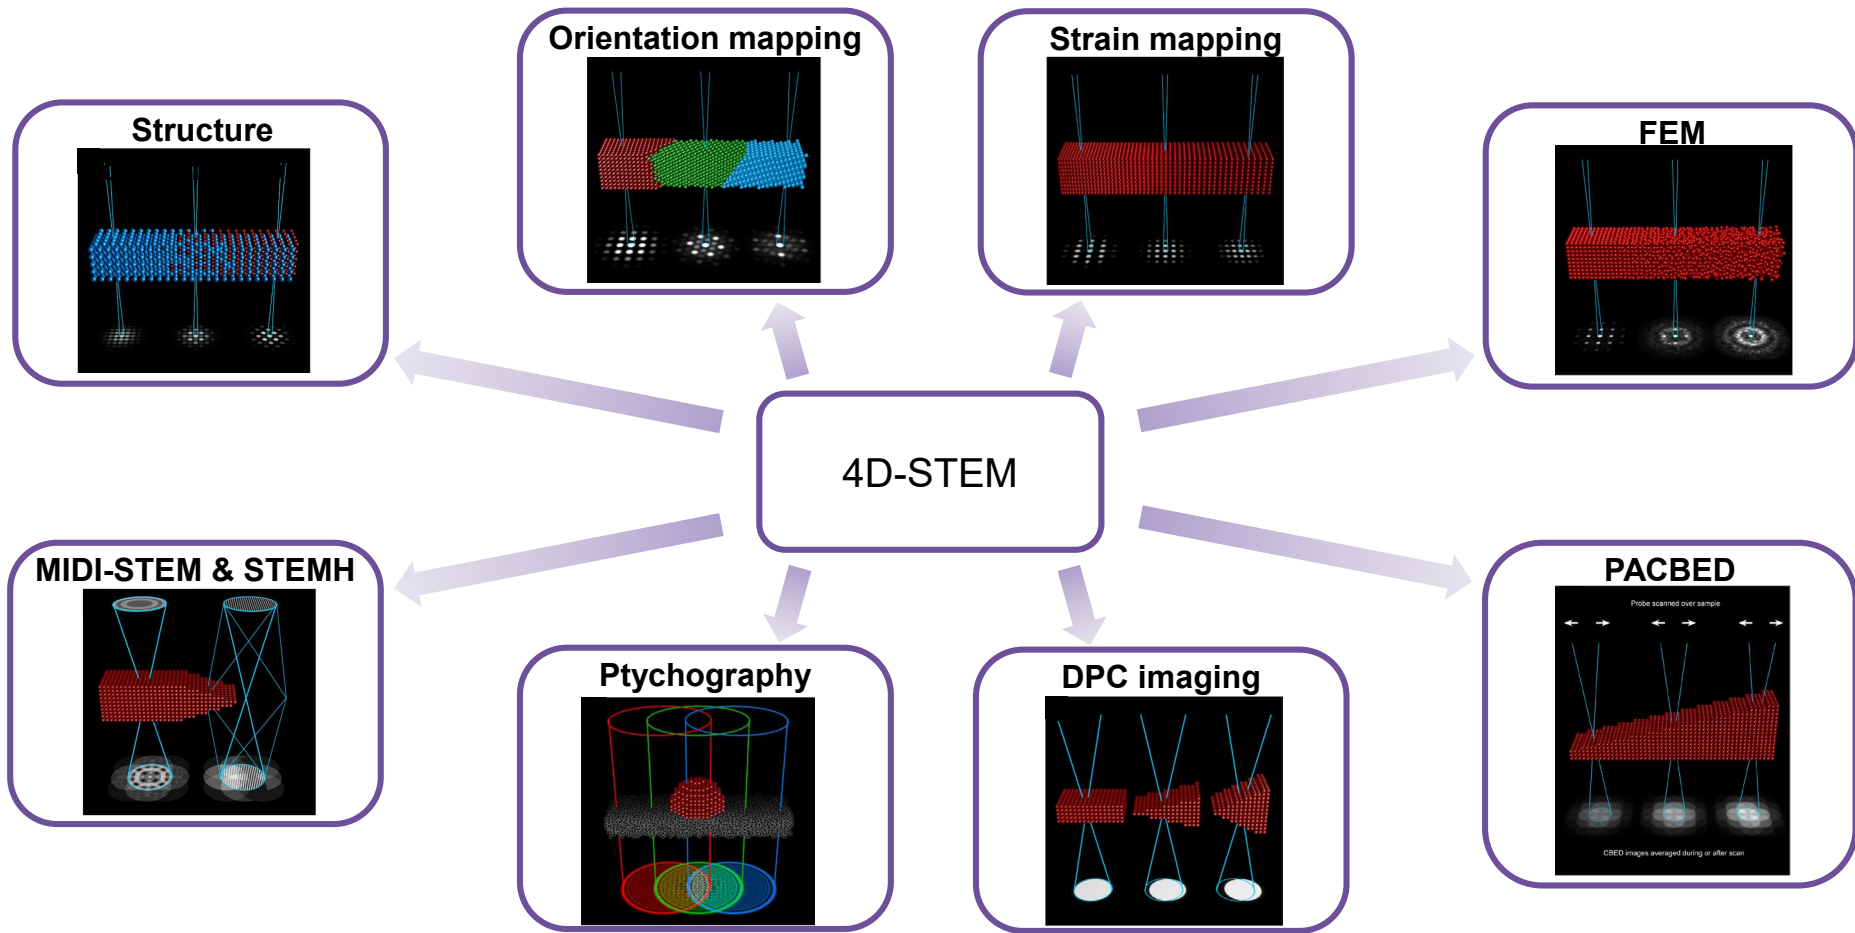 Orientation mapping
Strain mapping
Structure
FEM
4D-STEM
MIDI-STEM & STEMH
PACBED
Probe scanned over sample
CBED images averaged during or after scan
Ptychography
DPC imaging